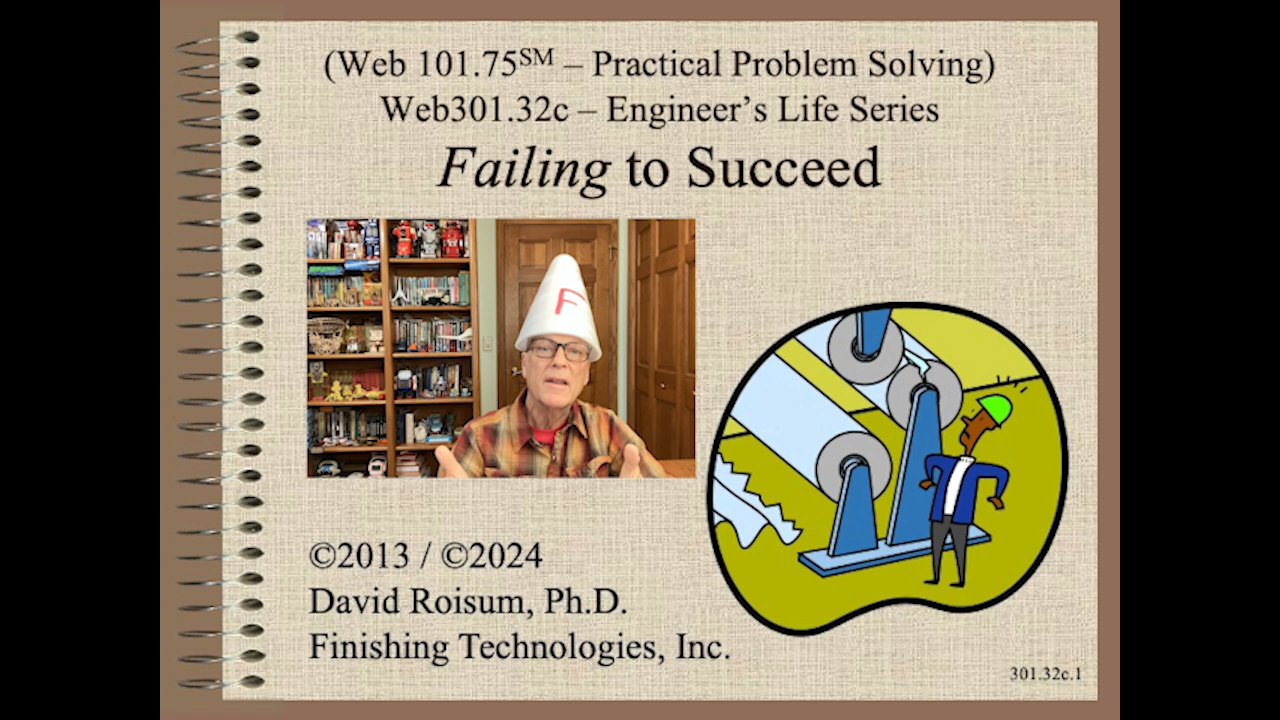 (Web 101.75SM – Practical Problem Solving)
Web301.32c – Engineer's Life Series
Failing to Succeed
F
©2013 / ©2024
David Roisum, Ph.D.
Finishing Technologies, Inc.
301.32c.1